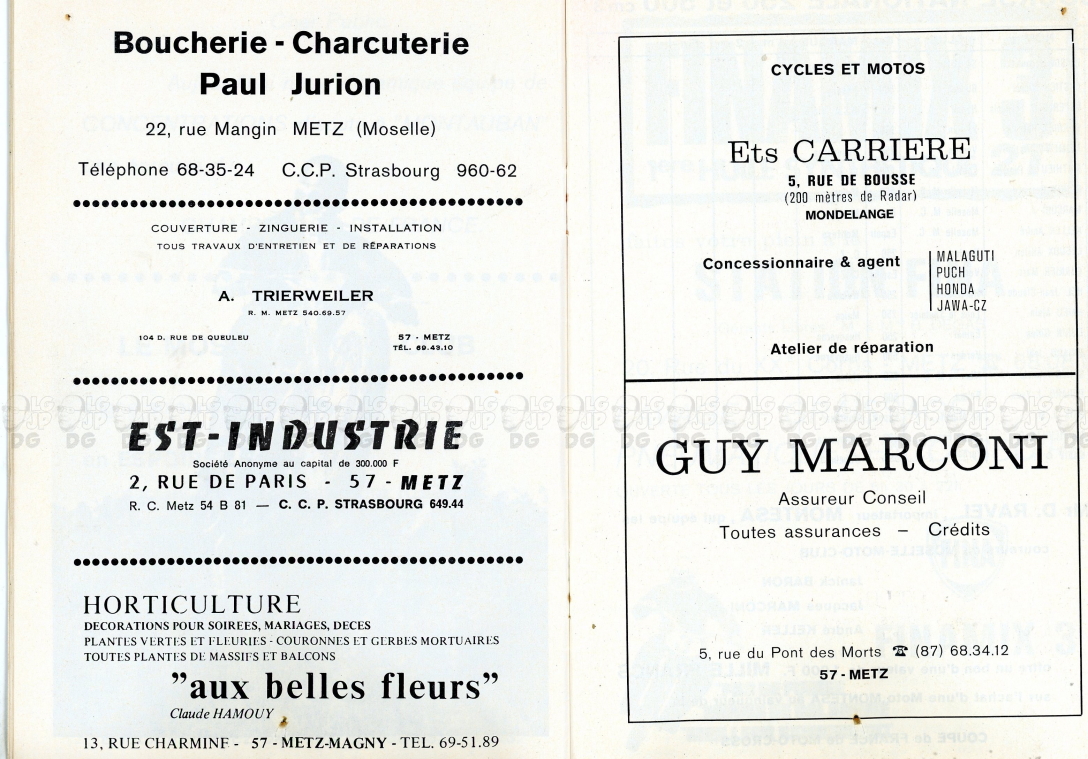 Boucherie - Charcuterie
Paul Jurion
22, rue Mangin METZ (Moselle)
Téléphone 68-35-24 C.C.P. Strasbourg 960-62
COUVERTURE - ZINGUERIE - INSTALLATION
TOUS TRAVAUX D'ENTRETIEN ET DE RÉPARATIONS
A. TRIERWEILER
R. M. METZ 540.69.57
104 D. RUE DE QUEULEU
57 - METZ
TÉL. 69.43.10
EST-INDUSTRIE
Société Anonyme au capital de 300.000 F
2, RUE DE PARIS - 57 - METZ
R. C. Metz 54 B 81 — C. C. P. STRASBOURG 649.44
HORTICULTURE
DECORATIONS POUR SOIREES, MARIAGES, DECES
PLANTES VERTES ET FLEURIES - COURONNES ET GERBES MORTUAIRES
TOUTES PLANTES DE MASSIFS ET BALCONS
"aux belles fleurs"
Claude HAMOUY
13, RUE CHARMINE - 57 - METZ-MAGNY - TEL. 69-51.89
CYCLES ET MOTOS
Ets CARRIERE
5, RUE DE BOUSSE
(200 mètres de Radar)
MONDELANGE
Concessionnaire & agent
MALAGUTI
PUCH
HONDA
JAWA-CZ
Atelier de réparation
GUY MARCONI
Assureur Conseil
Toutes assurances – Crédits
5, rue du Pont des Morts ☎ (87) 68.34.12
57 - METZ